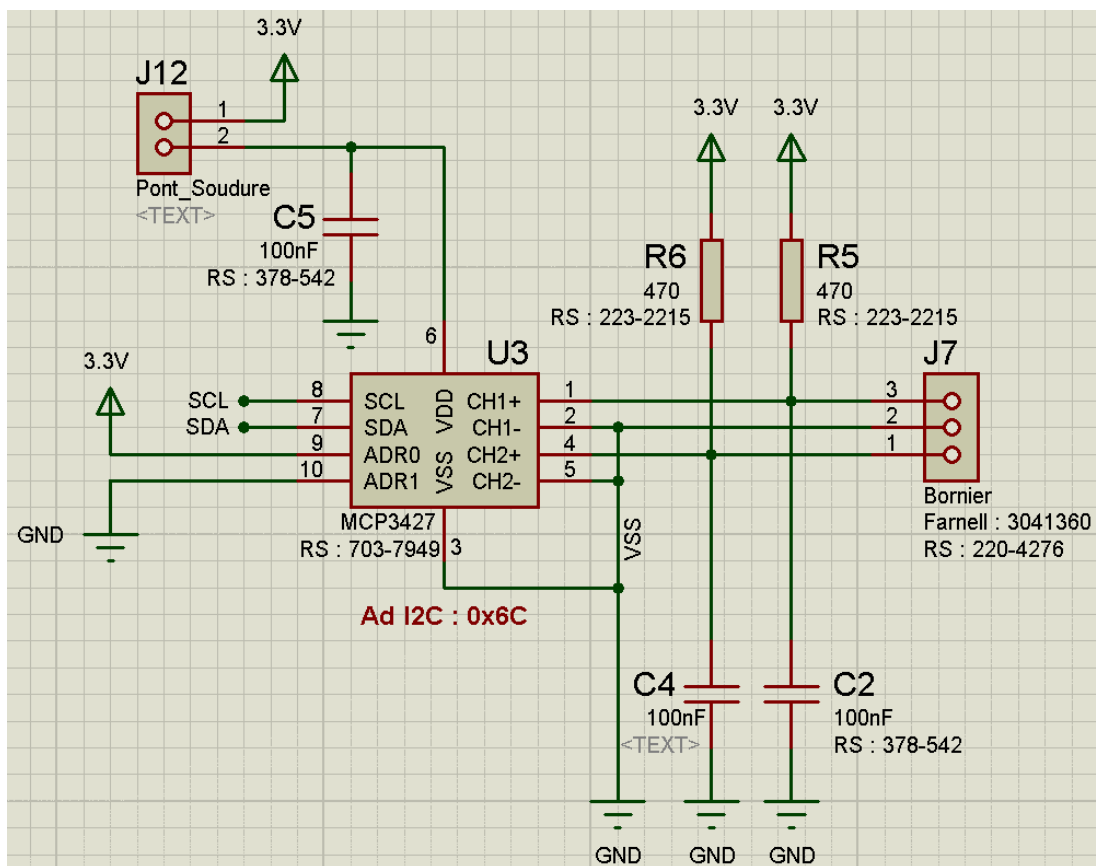 3.3V
J12
1
2
Pont_Soudure
<TEXT>
C5
100nF
RS : 378-542
3.3V
3.3V
R6
470
RS : 223-2215
R5
470
RS : 223-2215
J7
3
2
1
Bornier
Farnell : 3041360
RS : 220-4276
3.3V
SCL
SDA
8
7
9
10
6
U3
SCL
SDA
ADR0
ADR1
VDD
VSS
CH1+
CH1-
CH2+
CH2-
1
2
4
5
MCP3427
RS : 703-7949
3
GND
VSS
Ad I2C : 0x6C
C4
100nF
<TEXT>
C2
100nF
RS : 378-542
GND
GND
GND